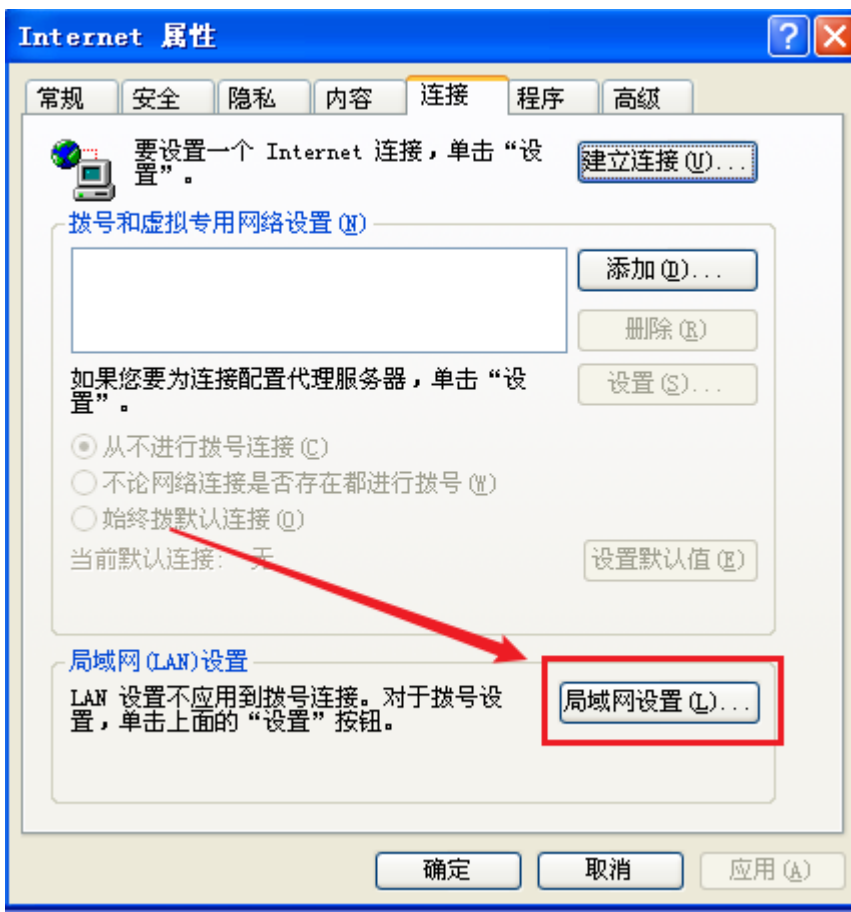 Internet 属性
常规 安全 隐私 内容 连接 程序 高级
要设置一个 Internet 连接，单击“设
置”。
建立连接(U)...
拨号和虚拟专用网络设置(N)
添加(D)...
删除(R)
如果您要为连接配置代理服务器，单击“设
置”。
设置(S)...
从不进行拨号连接(C)
不论网络连接是否存在都进行拨号(W)
始终拨默认连接(O)
当前默认连接： 无
设置默认值(E)
局域网(LAN)设置
LAN 设置不应用到拨号连接。对于拨号设
置，单击上面的“设置”按钮。
局域网设置(L)...
确定 取消 应用(A)